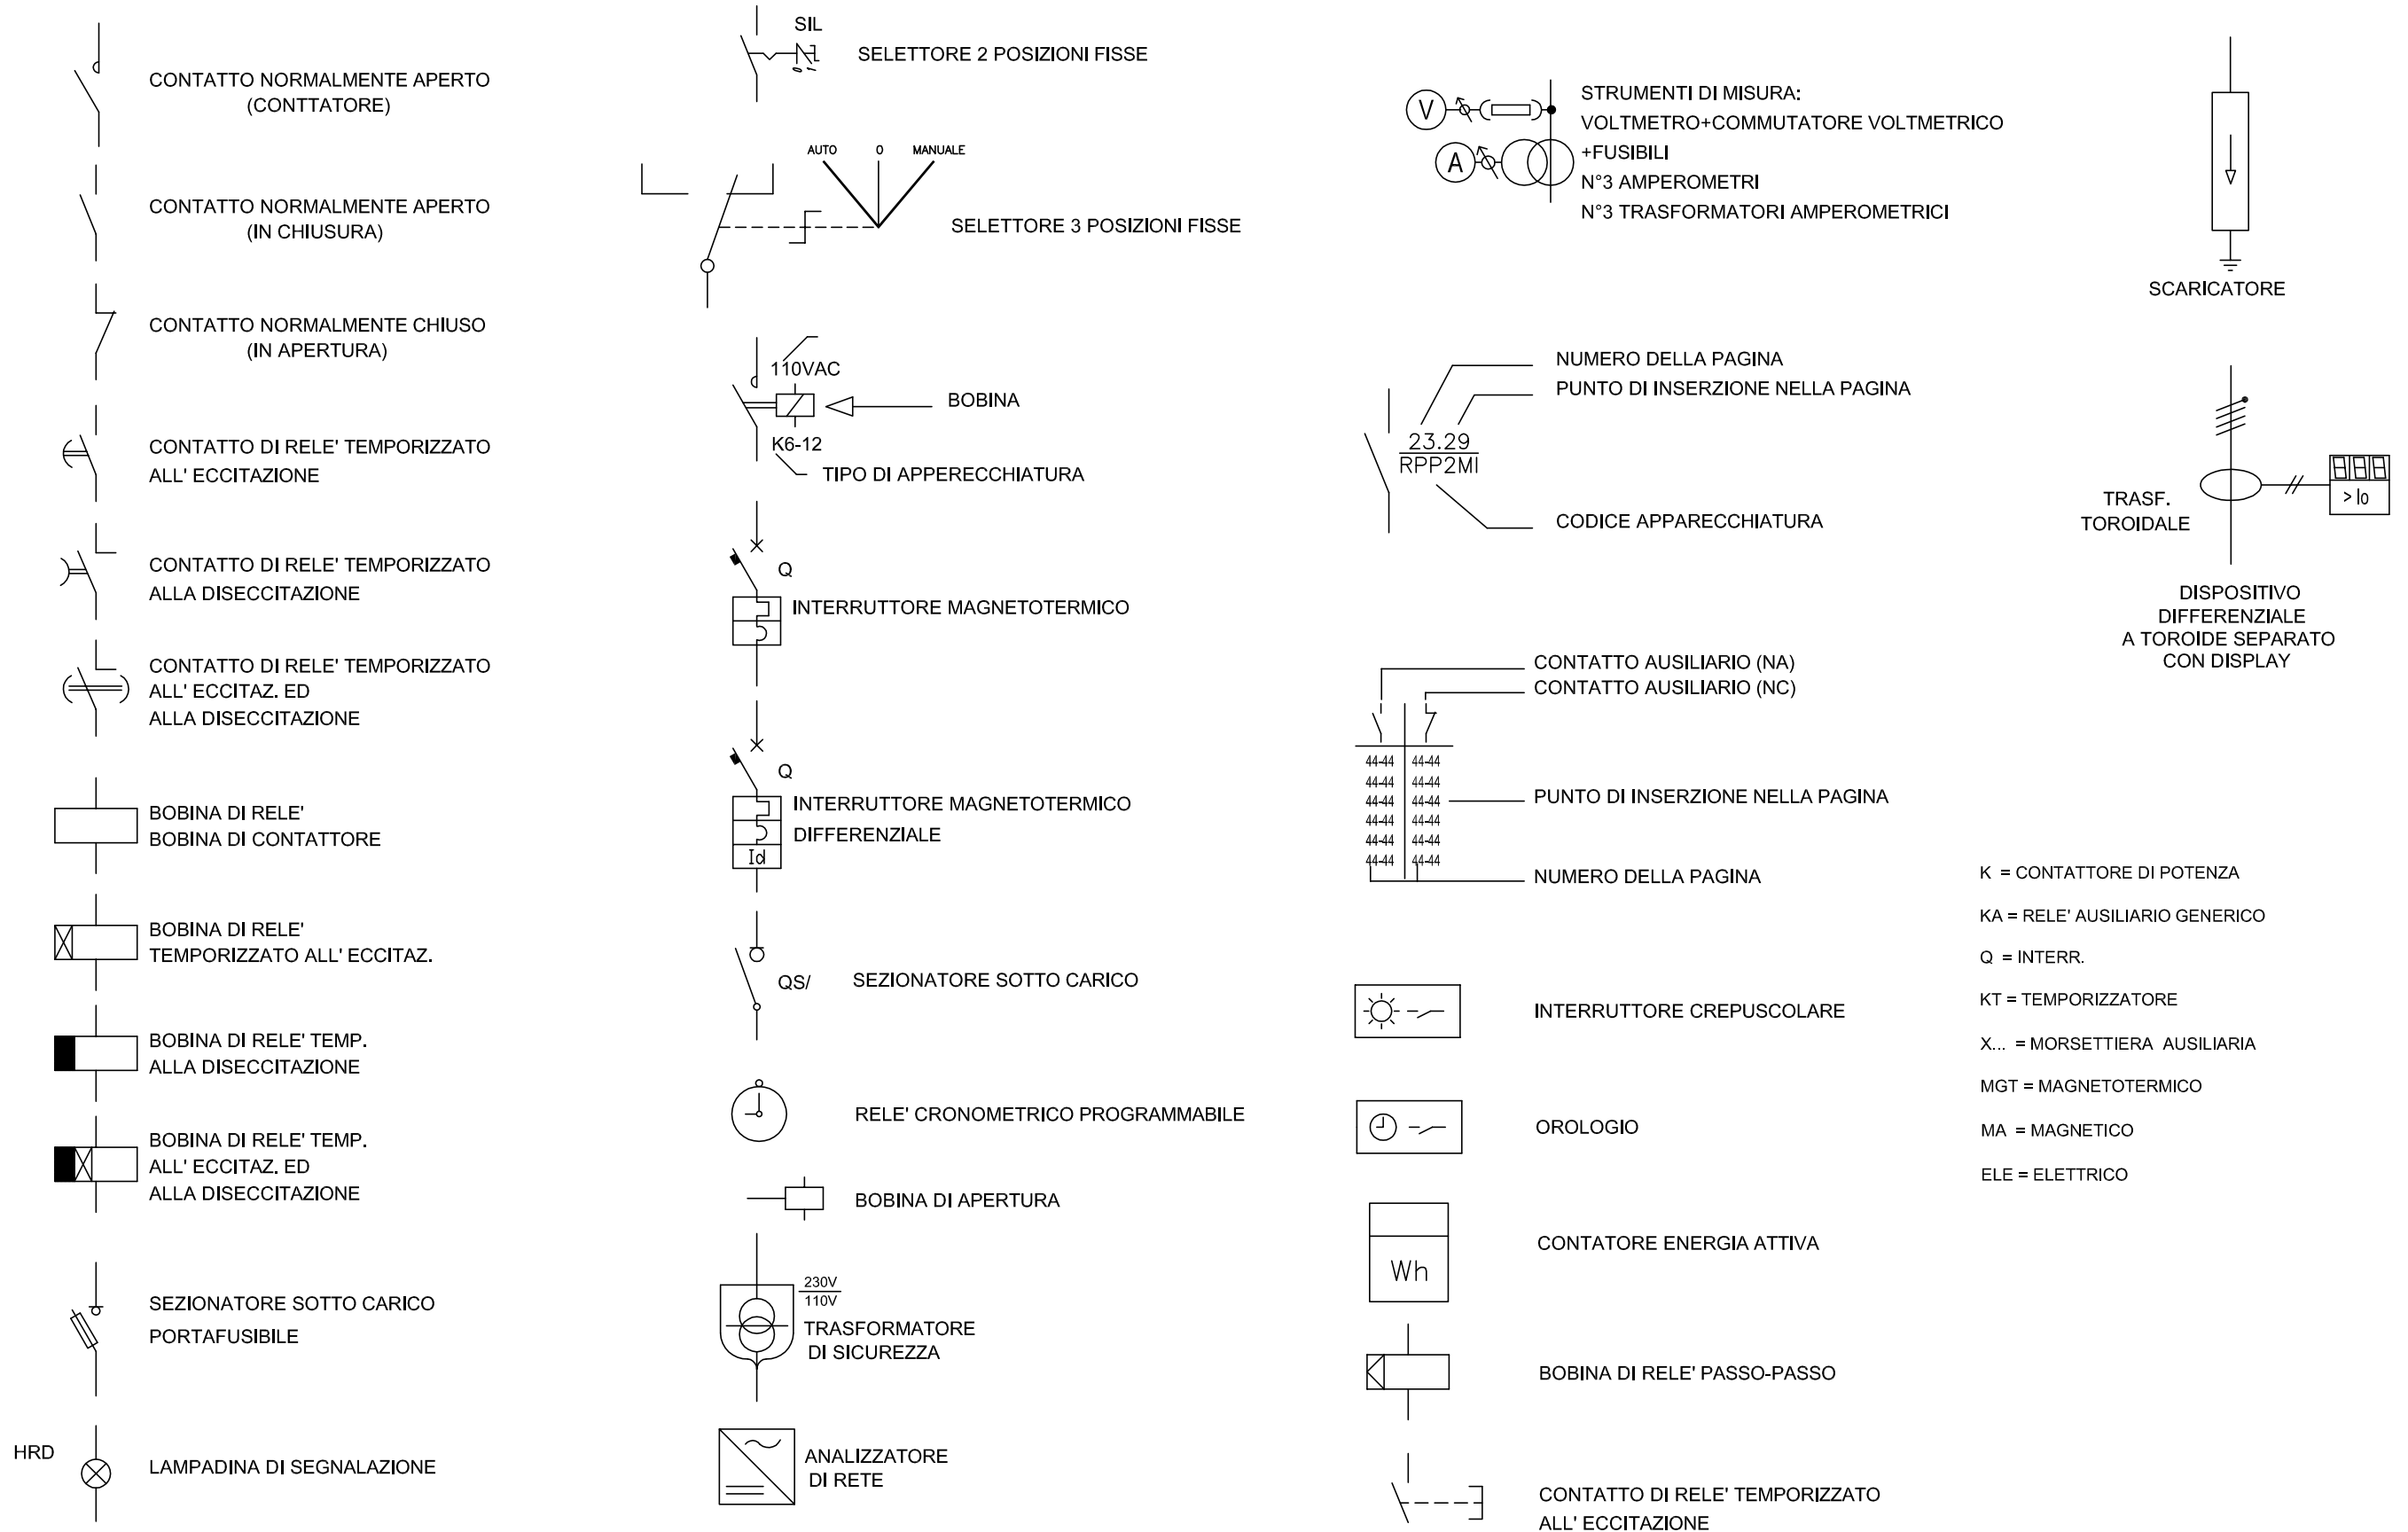 CONTATTO NORMALMENTE APERTO
(CONTTATORE)
CONTATTO NORMALMENTE APERTO
(IN CHIUSURA)
CONTATTO NORMALMENTE CHIUSO
(IN APERTURA)
CONTATTO DI RELE' TEMPORIZZATO
ALL' ECCITAZIONE
CONTATTO DI RELE' TEMPORIZZATO
ALLA DISECCITAZIONE
CONTATTO DI RELE' TEMPORIZZATO
ALL' ECCITAZ. ED
ALLA DISECCITAZIONE
BOBINA DI RELE'
BOBINA DI CONTATTORE
BOBINA DI RELE'
TEMPORIZZATO ALL' ECCITAZ.
BOBINA DI RELE' TEMP.
ALLA DISECCITAZIONE
BOBINA DI RELE' TEMP.
ALL' ECCITAZ. ED
ALLA DISECCITAZIONE
SEZIONATORE SOTTO CARICO
PORTAFUSIBILE
HRD
LAMPADINA DI SEGNALAZIONE
SIL
0 1
SELETTORE 2 POSIZIONI FISSE
AUTO 0 MANUALE
SELETTORE 3 POSIZIONI FISSE
110VAC
BOBINA
K6-12
TIPO DI APPERECCHIATURA
Q
INTERRUTTORE MAGNETOTERMICO
Q
INTERRUTTORE MAGNETOTERMICO
DIFFERENZIALE
Id
QS/
SEZIONATORE SOTTO CARICO
RELE' CRONOMETRICO PROGRAMMABILE
BOBINA DI APERTURA
230V
110V
TRASFORMATORE
DI SICUREZZA
ANALIZZATORE
DI RETE
V
A
STRUMENTI DI MISURA:
VOLTMETRO+COMMUTATORE VOLTMETRICO
+FUSIBILI
N°3 AMPEROMETRI
N°3 TRASFORMATORI AMPEROMETRICI
NUMERO DELLA PAGINA
PUNTO DI INSERZIONE NELLA PAGINA
23.29
RPP2MI
CODICE APPARECCHIATURA
CONTATTO AUSILIARIO (NA)
CONTATTO AUSILIARIO (NC)
44-44 44-44
44-44 44-44
44-44 44-44
44-44 44-44
44-44 44-44
44-44 44-44
PUNTO DI INSERZIONE NELLA PAGINA
NUMERO DELLA PAGINA
INTERRUTTORE CREPUSCOLARE
OROLOGIO
Wh
CONTATORE ENERGIA ATTIVA
BOBINA DI RELE' PASSO-PASSO
CONTATTO DI RELE' TEMPORIZZATO
ALL' ECCITAZIONE
SCARICATORE
TRASF.
TOROIDALE
888
>Io
DISPOSITIVO
DIFFERENZIALE
A TOROIDE SEPARATO
CON DISPLAY
K = CONTATTORE DI POTENZA
KA = RELE' AUSILIARIO GENERICO
Q = INTERR.
KT = TEMPORIZZATORE
X... = MORSETTIERA AUSILIARIA
MGT = MAGNETOTERMICO
MA = MAGNETICO
ELE = ELETTRICO